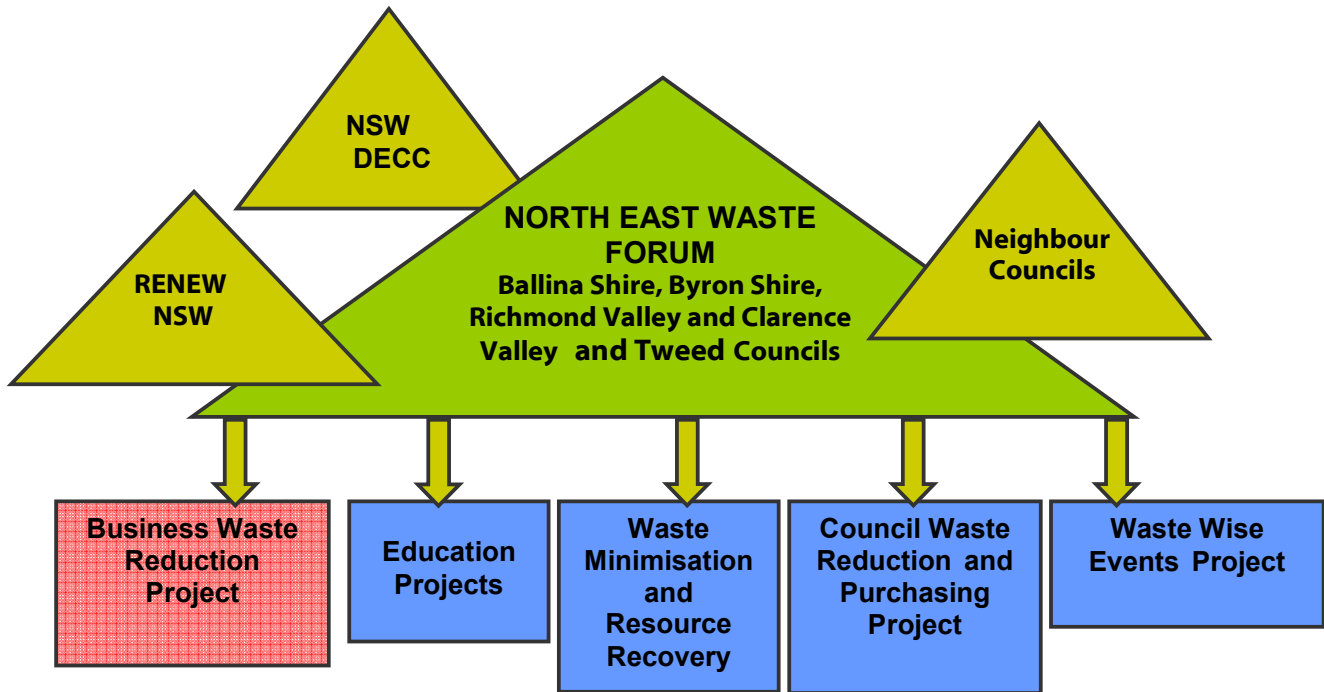 NSW
DECC
RENEW
NSW
NORTH EAST WASTE
FORUM
Ballina Shire, Byron Shire,
Richmond Valley and Clarence
Valley and Tweed Councils
Neighbour
Councils
Business Waste
Reduction
Project
Education
Projects
Waste
Minimisation
and
Resource
Recovery
Council Waste
Reduction and
Purchasing
Project
Waste Wise
Events Project